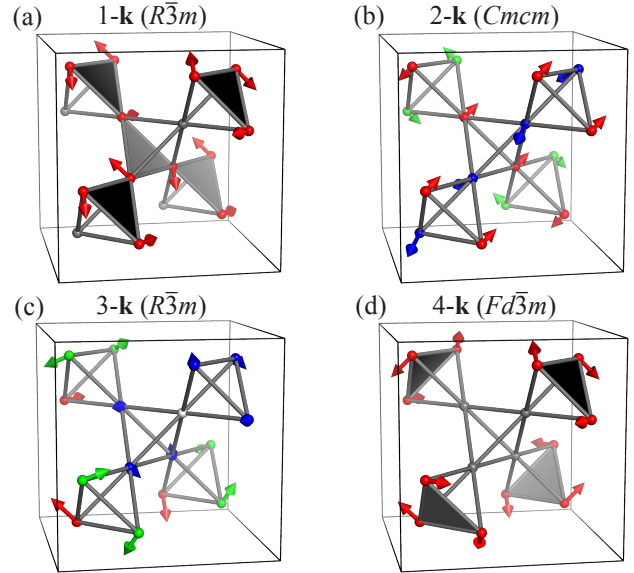 (a) 1-k (R3̅m)
(b) 2-k (Cmcm)
(c) 3-k (R3̅m)
(d) 4-k (Fd3̅m)